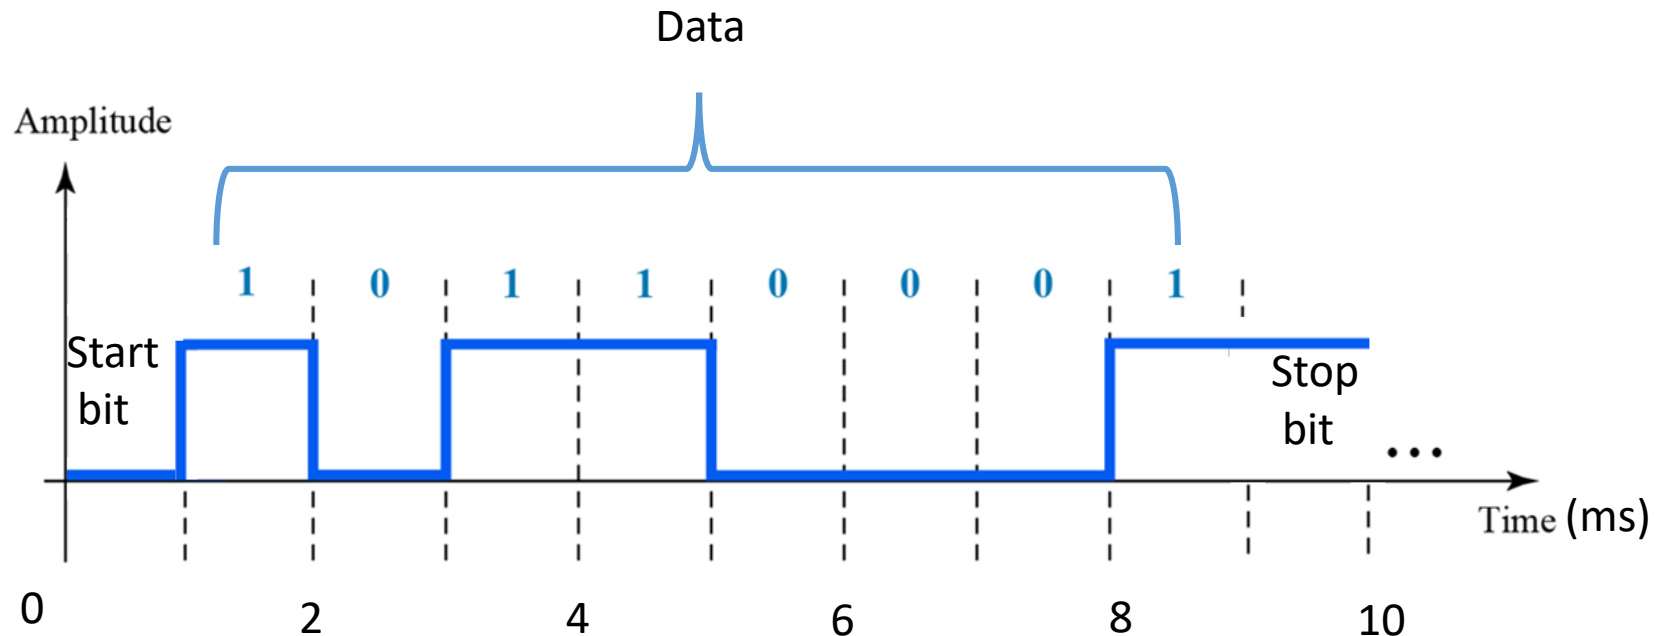 Data
Amplitude
1 0 1 1 0 0 0 1
Start
bit
Stop
bit
...
Time (ms)
0 2 4 6 8 10